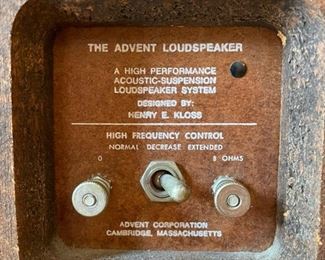 THE ADVENT LOUDSPEAKER
A HIGH PERFORMANCE
ACOUSTIC-SUSPENSION
LOUDSPEAKER SYSTEM
DESIGNED BY:
HENRY E. KLOSS
HIGH FREQUENCY CONTROL
NORMAL DECREASE EXTENDED
0 8 OHMS
ADVENT CORPORATION
CAMBRIDGE, MASSACHUSETTS